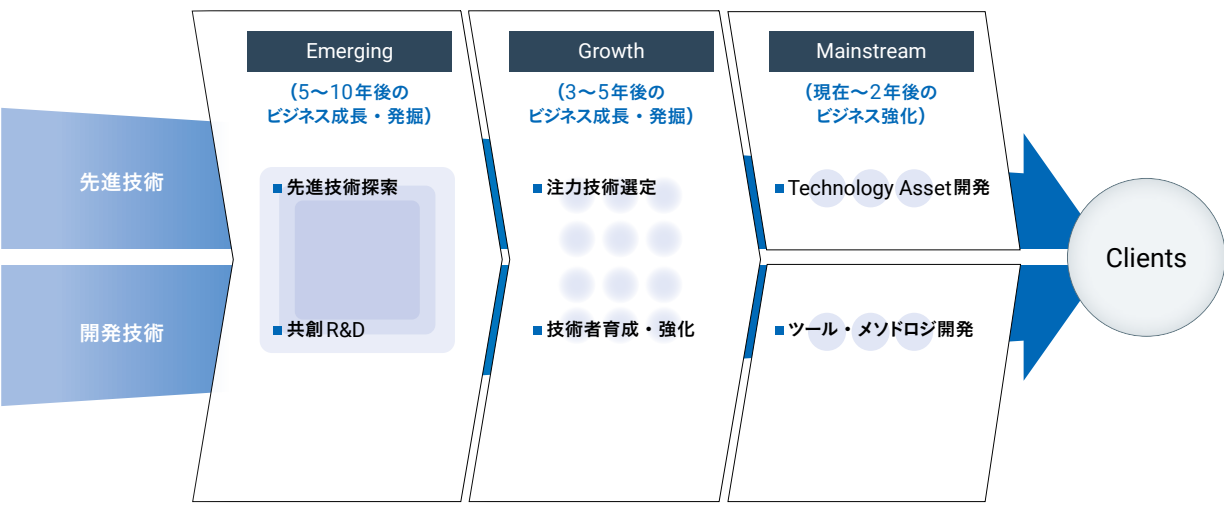 Emerging
(5〜10年後の
ビジネス成長・発掘)
先進技術探索
共創R&D
Growth
(3〜5年後の
ビジネス成長・発掘)
注力技術選定
技術者育成・強化
Mainstream
(現在〜2年後の
ビジネス強化)
Technology Asset開発
ツール・メソドロジ開発
先進技術
開発技術
Clients